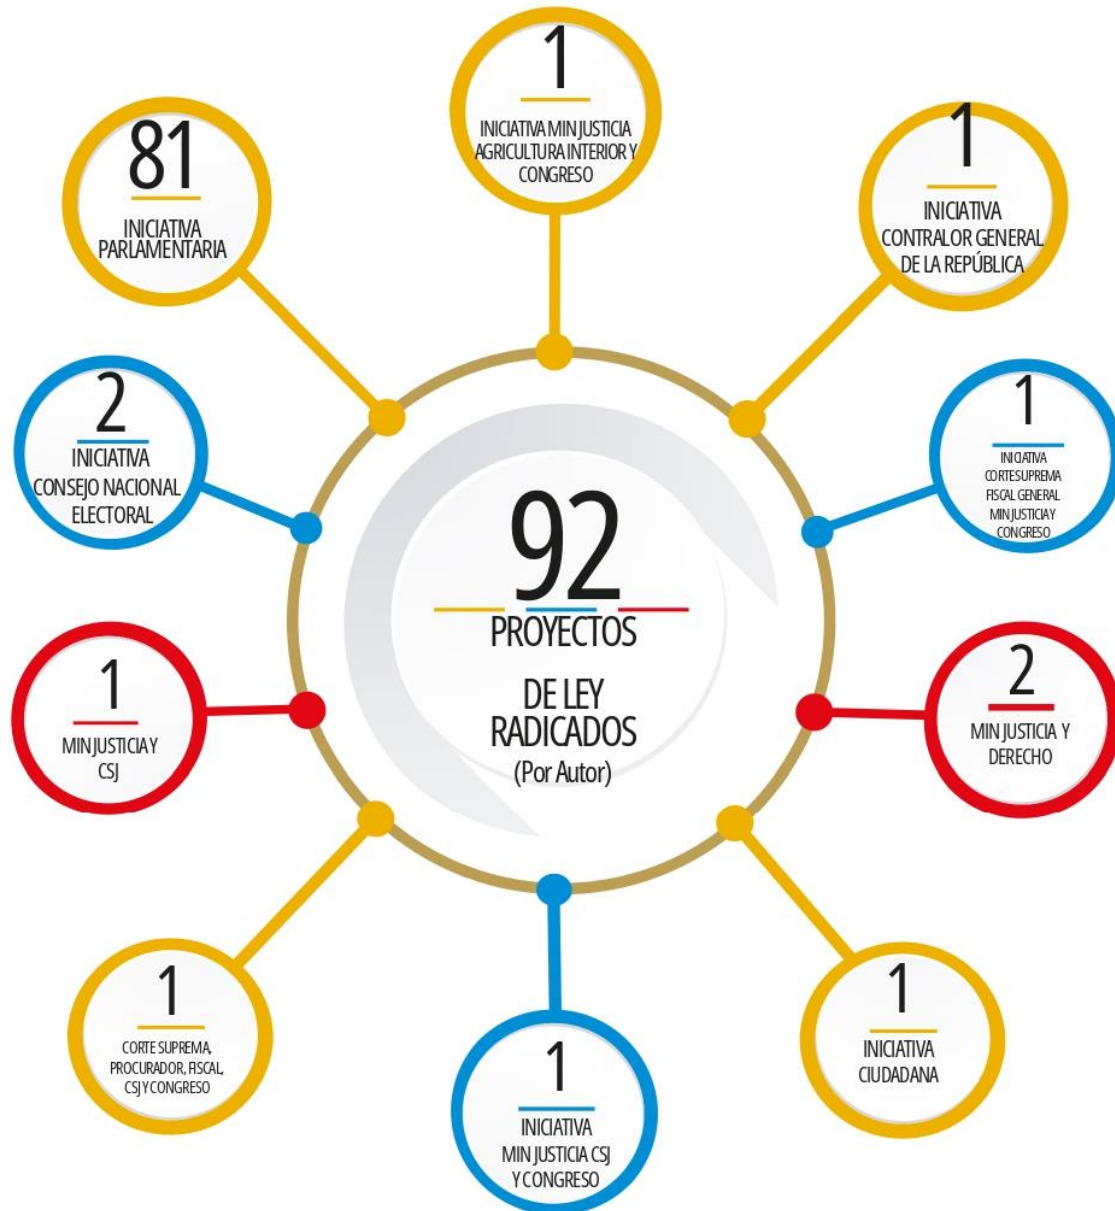 1
INICIATIVA MIN JUSTICIA
AGRICULTURA INTERIOR Y
CONGRESO
81
INICIATIVA
PARLAMENTARIA
1
INICIATIVA
CONTRALOR GENERAL
DE LA REPÚBLICA
2
INICIATIVA
CONSEJO NACIONAL
ELECTORAL
1
INICIATIVA
CORTE SUPREMA
FISCAL GENERAL
MIN JUSTICIA Y
CONGRESO
92
PROYECTOS
DE LEY
RADICADOS
(Por Autor)
1
MIN JUSTICIA Y
CSJ
2
MIN JUSTICIA Y
DERECHO
1
CORTE SUPREMA,
PROCURADOR, FISCAL,
CSJ Y CONGRESO
1
INICIATIVA
MIN JUSTICIA CSJ
Y CONGRESO
1
INICIATIVA
CIUDADANA